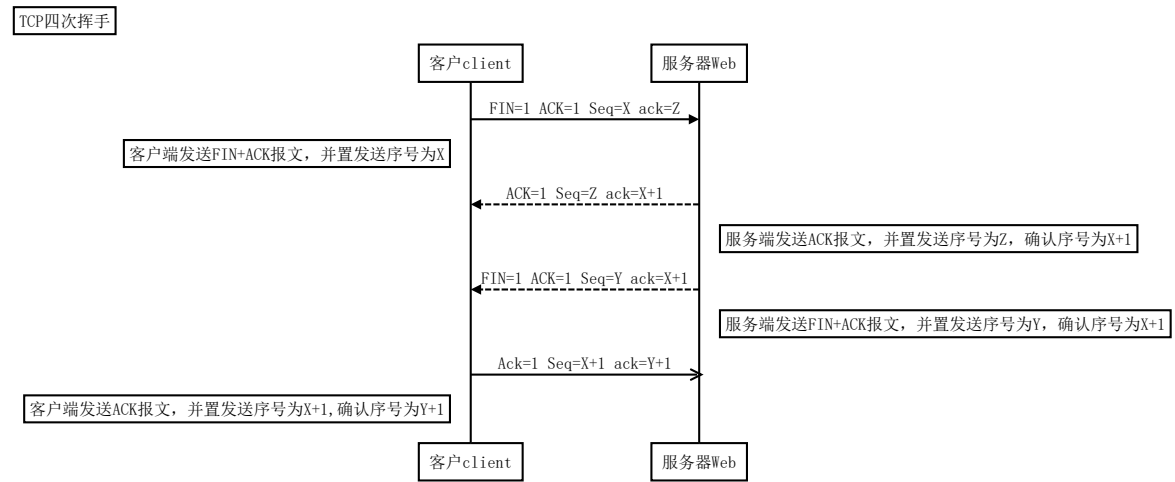 TCP四次挥手
客户client
服务器Web
FIN=1 ACK=1 Seq=X ack=Z
客户端发送FIN+ACK报文，并置发送序号为X
ACK=1 Seq=Z ack=X+1
服务端发送ACK报文，并置发送序号为Z，确认序号为X+1
FIN=1 ACK=1 Seq=Y ack=X+1
服务端发送FIN+ACK报文，并置发送序号为Y，确认序号为X+1
Ack=1 Seq=X+1 ack=Y+1
客户端发送ACK报文，并置发送序号为X+1,确认序号为Y+1
客户client
服务器Web